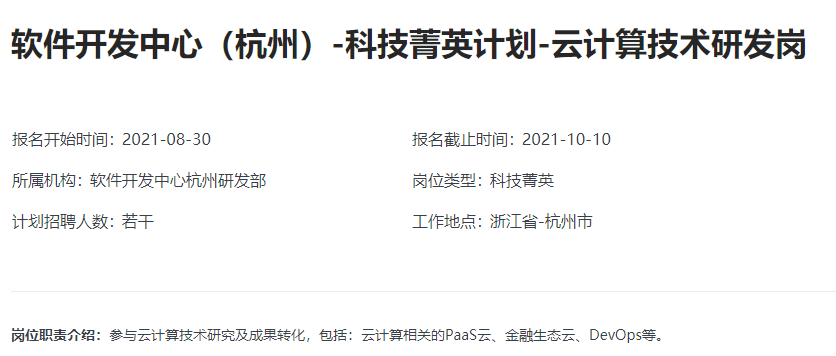 软件开发中心（杭州）-科技菁英计划-云计算技术研发岗
报名开始时间：2021-08-30
报名截止时间：2021-10-10
所属机构：软件开发中心杭州研发部
岗位类型：科技菁英
计划招聘人数：若干
工作地点：浙江省-杭州市
岗位职责介绍：参与云计算技术研究及成果转化，包括：云计算相关的PaaS云、金融生态云、DevOps等。